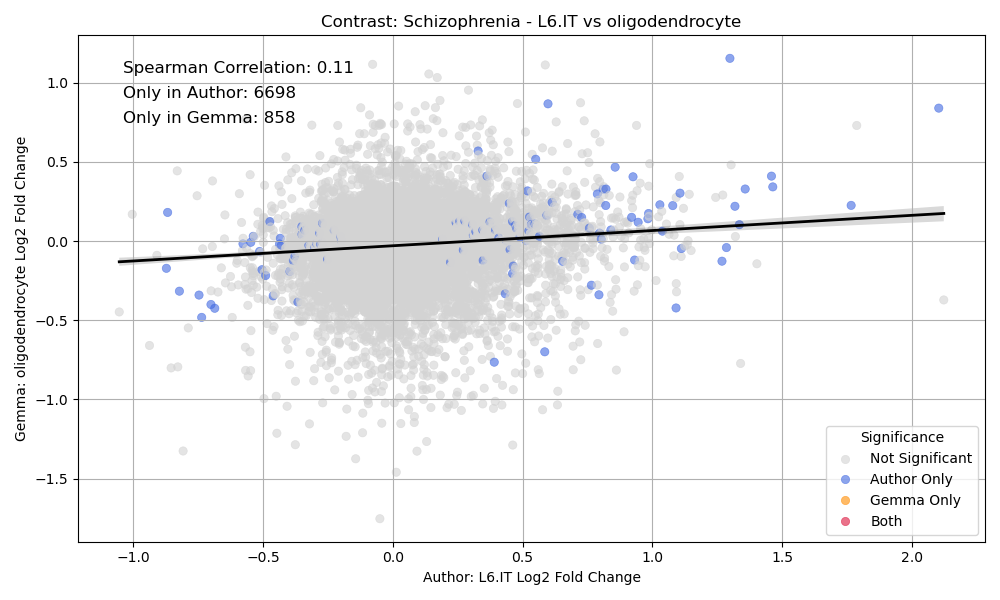 Contrast: Schizophrenia - L6.IT vs oligodendrocyte
Spearman Correlation: 0.11
Only in Author: 6698
Only in Gemma: 858
1.0
0.5
0.0
−0.5
−1.0
−1.5
Gemma: oligodendrocyte Log2 Fold Change
Significance
Not Significant
Author Only
Gemma Only
Both
−1.0
−0.5
0.0
0.5
1.0
1.5
2.0
Author: L6.IT Log2 Fold Change